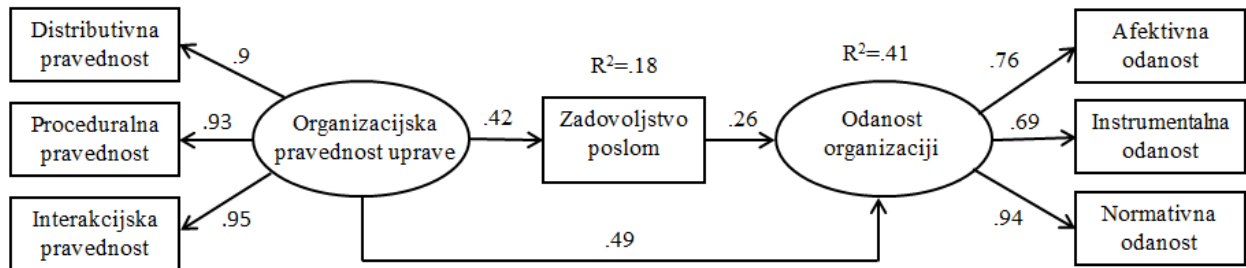 Distributivna
pravednost
.9
Proceduralna
pravednost
.93
Interakcijska
pravednost
.95
Organizacijska
pravednost uprave
.42
R²=.18
Zadovoljstvo
poslom
.26
R²=.41
Odanost
organizaciji
.49
.76
Afektivna
odanost
.69
Instrumentalna
odanost
.94
Normativna
odanost